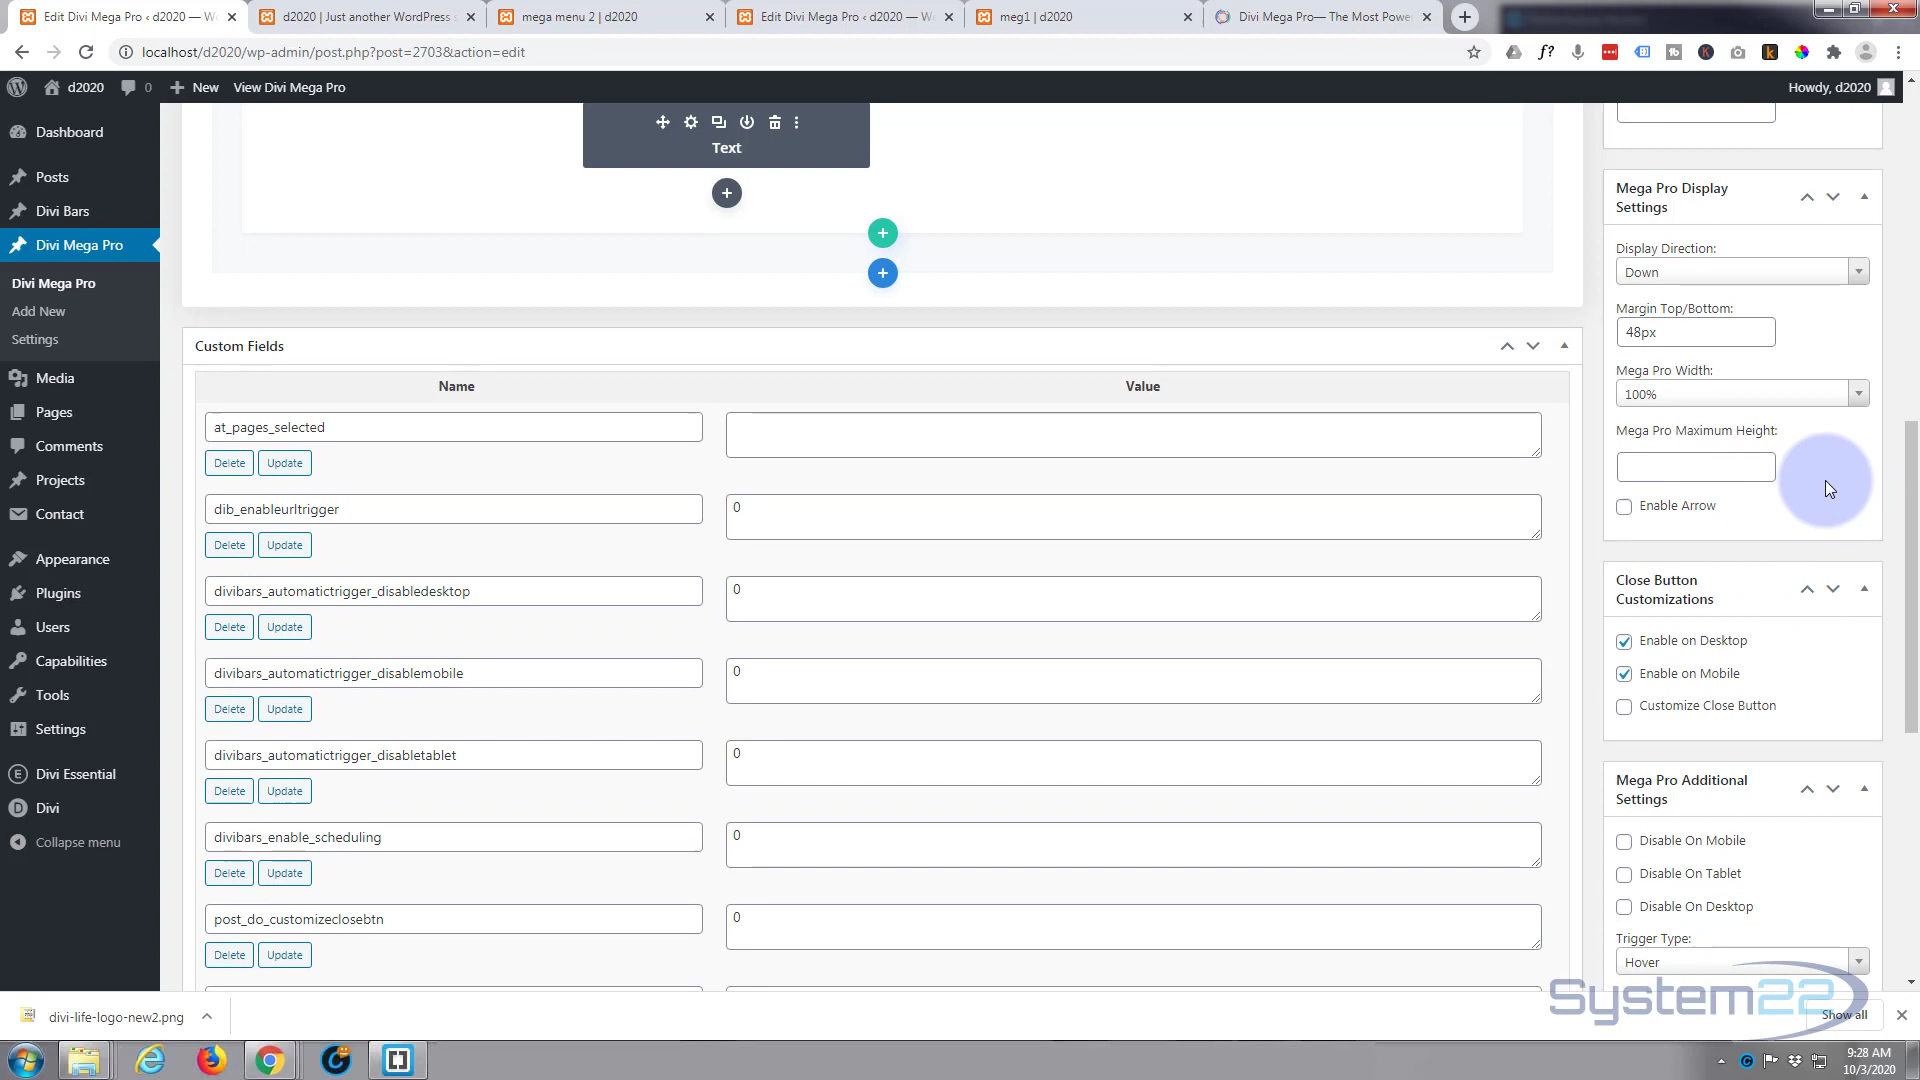 Edit Divi Mega Pro ‹ d2020 — W
d2020 | Just another WordPress s
mega menu 2 | d2020
Edit Divi Mega Pro ‹ d2020 — W
meg1 | d2020
Divi Mega Pro— The Most Power
localhost/d2020/wp-admin/post.php?post=2703&action=edit
d2020
0
New
View Divi Mega Pro
Howdy, d2020
Dashboard
Posts
Divi Bars
Divi Mega Pro
Divi Mega Pro
Add New
Settings
Media
Pages
Comments
Projects
Contact
Appearance
Plugins
Users
Capabilities
Tools
Settings
Divi Essential
Divi
Collapse menu
Text
Custom Fields
Name
Value
at_pages_selected
Delete
Update
dib_enableurltrigger
0
Delete
Update
divibars_automatictrigger_disabledesktop
0
Delete
Update
divibars_automatictrigger_disablemobile
0
Delete
Update
divibars_automatictrigger_disabletablet
0
Delete
Update
divibars_enable_scheduling
0
Delete
Update
post_do_customizeclosebtn
0
Delete
Update
Mega Pro Display
Settings
Display Direction:
Down
Margin Top/Bottom:
48px
Mega Pro Width:
100%
Mega Pro Maximum Height:
Enable Arrow
Close Button
Customizations
Enable on Desktop
Enable on Mobile
Customize Close Button
Mega Pro Additional
Settings
Disable On Mobile
Disable On Tablet
Disable On Desktop
Trigger Type:
Hover
System22
divi-life-logo-new2.png
Show all
9:28 AM
10/3/2020